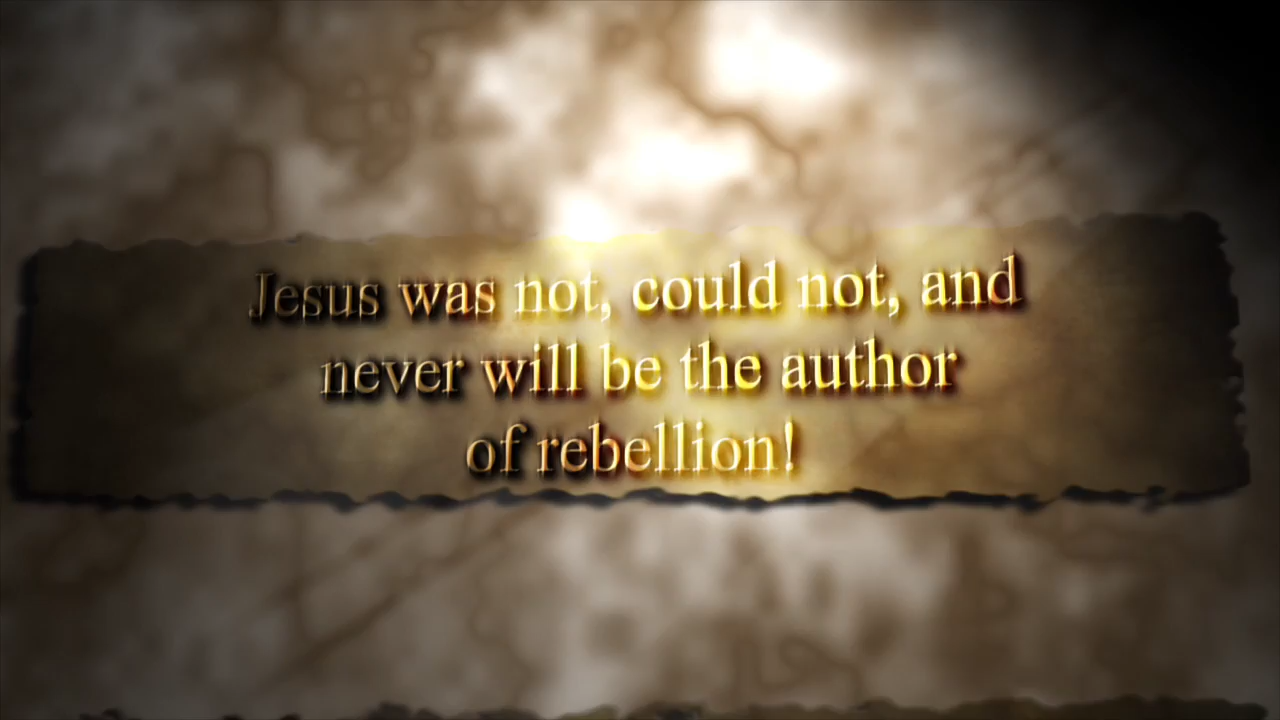 Jesus was not, could not, and
never will be the author
of rebellion!